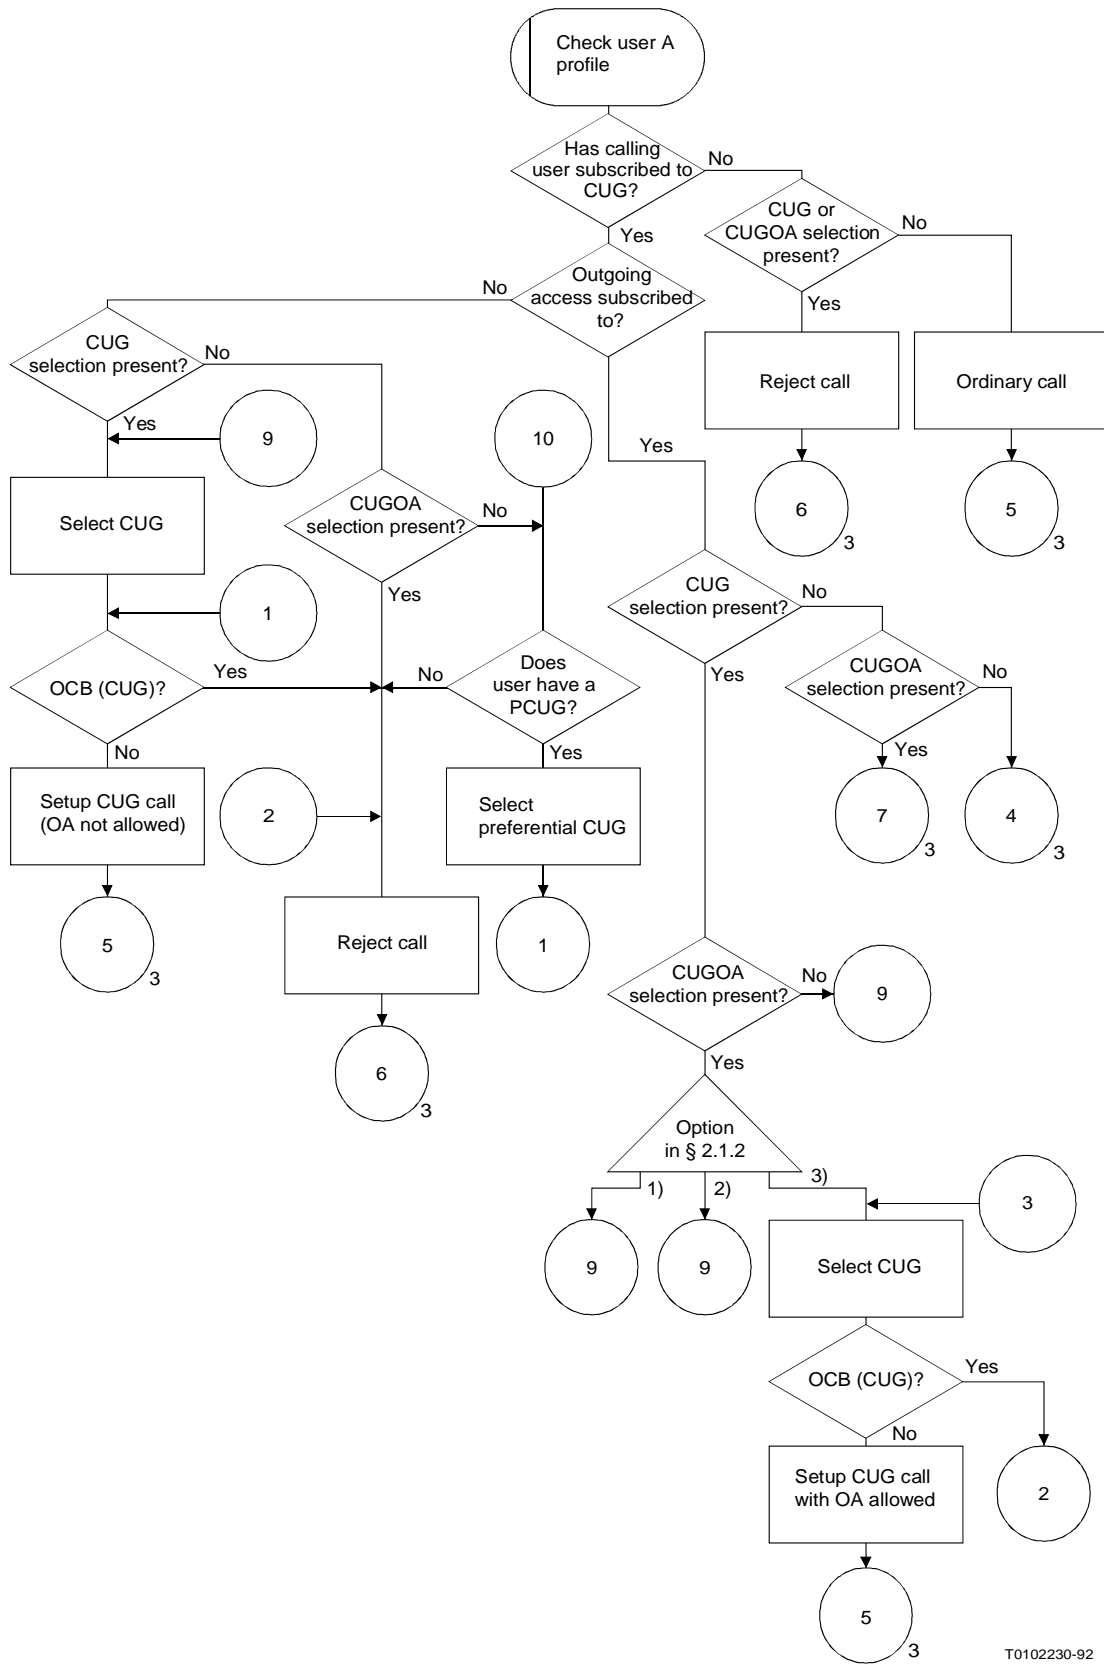 Check user A
profile
Has calling
user subscribed to
CUG?
No
Yes
CUG or
CUGOA selection
present?
No
Yes
Outgoing
access subscribed
to?
No
Yes
Reject call
Ordinary call
6
3
5
3
CUG
selection present?
No
Yes
9
10
Select CUG
CUGOA
selection present?
No
Yes
1
OCB (CUG)?
Yes
No
Does
user have a
PCUG?
No
Yes
Setup CUG call
(OA not allowed)
2
Select
preferential CUG
5
3
Reject call
1
6
3
CUG
selection present?
No
Yes
CUGOA
selection present?
No
Yes
7
3
4
3
CUGOA
selection present?
No
9
Yes
Option
in § 2.1.2
1)
2)
3)
9
9
3
Select CUG
OCB (CUG)?
Yes
No
Setup CUG call
with OA allowed
2
5
3
T0102230-92